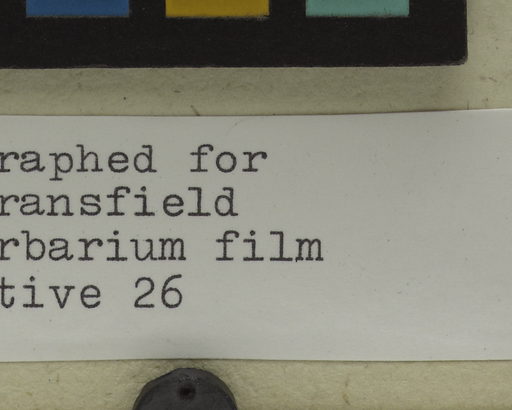 raphed for
ransfield
rbarium film
tive 26